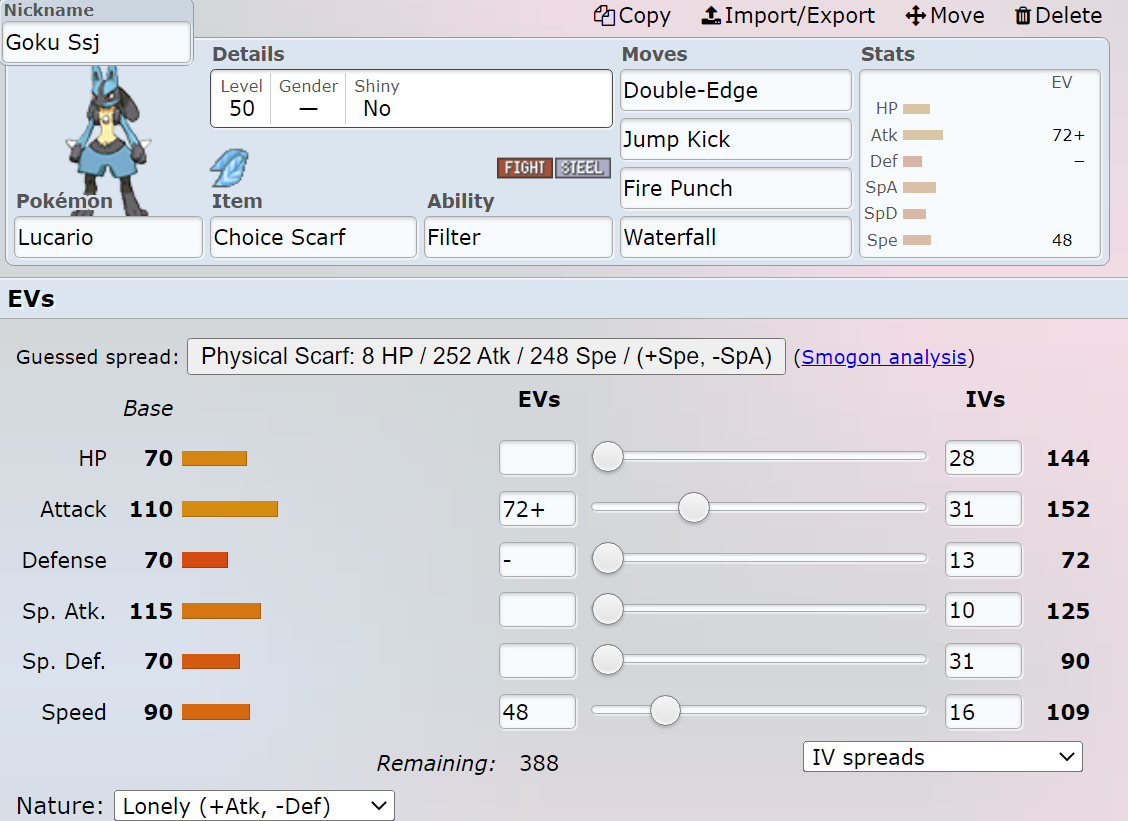 Nickname
Goku Ssj
Copy Import/Export Move Delete
Details
Level Gender Shiny
50 — No
FIGHT STEEL
Pokémon
Lucario
Item
Choice Scarf
Ability
Filter
Moves
Double-Edge
Jump Kick
Fire Punch
Waterfall
Stats
EV
HP
Atk 72+
Def −
SpA
SpD
Spe 48
EVs
Guessed spread: Physical Scarf: 8 HP / 252 Atk / 248 Spe / (+Spe, -SpA) (Smogon analysis)
Base EVs IVs
HP 70 28 144
Attack 110 72+ 31 152
Defense 70 - 13 72
Sp. Atk. 115 10 125
Sp. Def. 70 31 90
Speed 90 48 16 109
Remaining: 388 IV spreads
Nature: Lonely (+Atk, -Def)